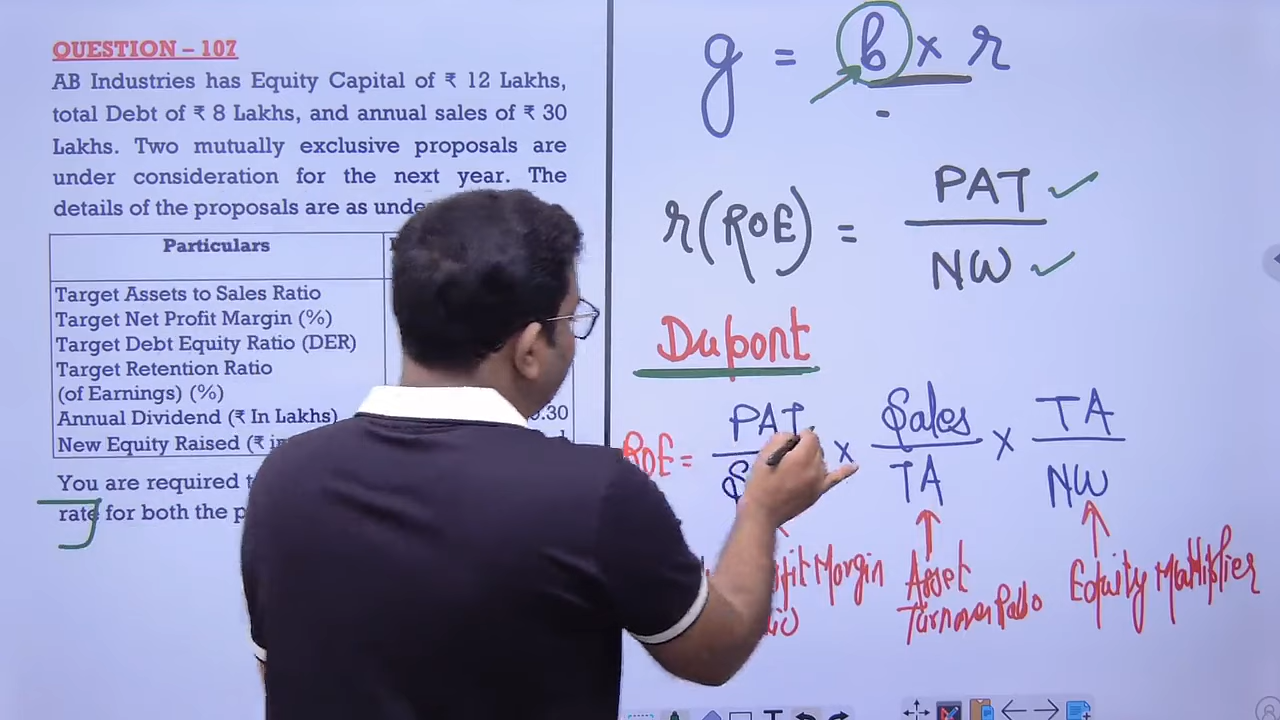 QUESTION – 107
AB Industries has Equity Capital of ₹ 12 Lakhs,
total Debt of ₹ 8 Lakhs, and annual sales of ₹ 30
Lakhs. Two mutually exclusive proposals are
under consideration for the next year. The
details of the proposals are as
Particulars
Target Assets to Sales Ratio
Target Net Profit Margin (%)
Target Debt Equity Ratio (DER)
Target Retention Ratio
(of Earnings) (%)
Annual Dividend (₹ In Lakhs)
New Equity Raised (₹
You are required
rate for both the
g = b × r
r(ROE) = PAT
NW
Dupont
ROE = PAT × Sales × TA
TA NW
Margin Asset Equity Multiplier
Turnover